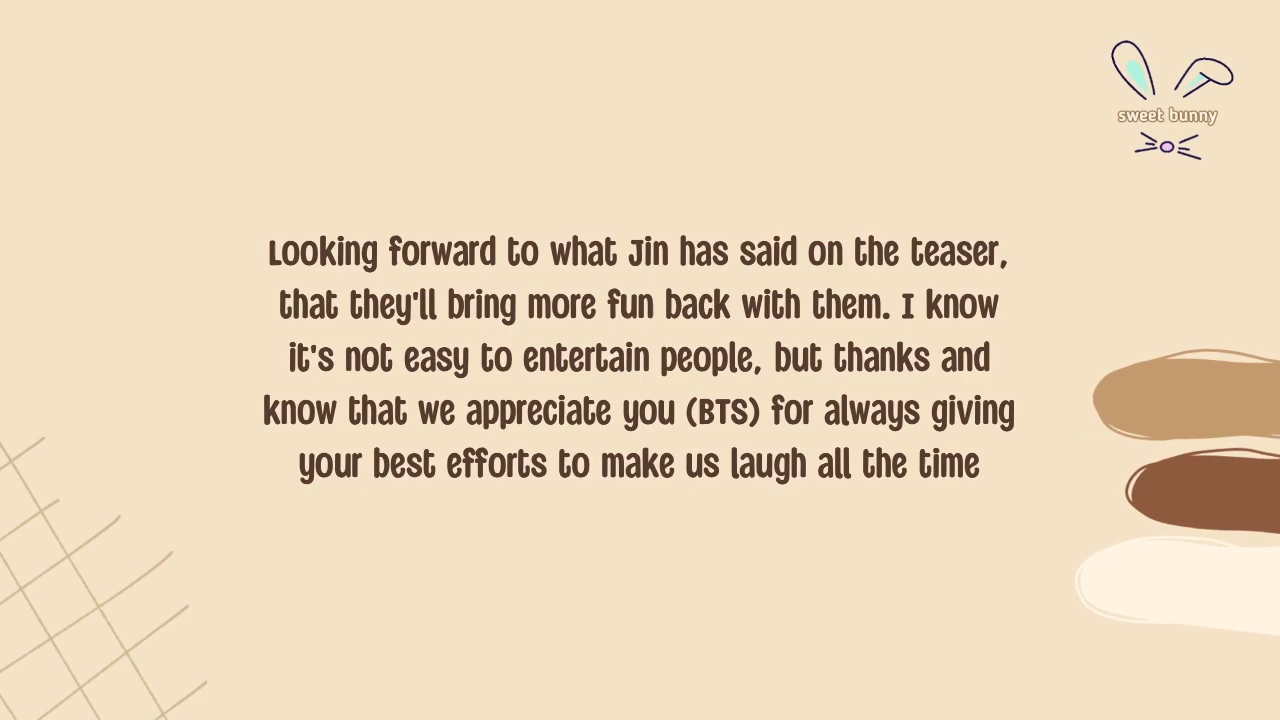 sweet bunny
Looking forward to what Jin has said on the teaser,
that they'll bring more fun back with them. I know
it's not easy to entertain people, but thanks and
know that we appreciate you (BTS) for always giving
your best efforts to make us laugh all the time